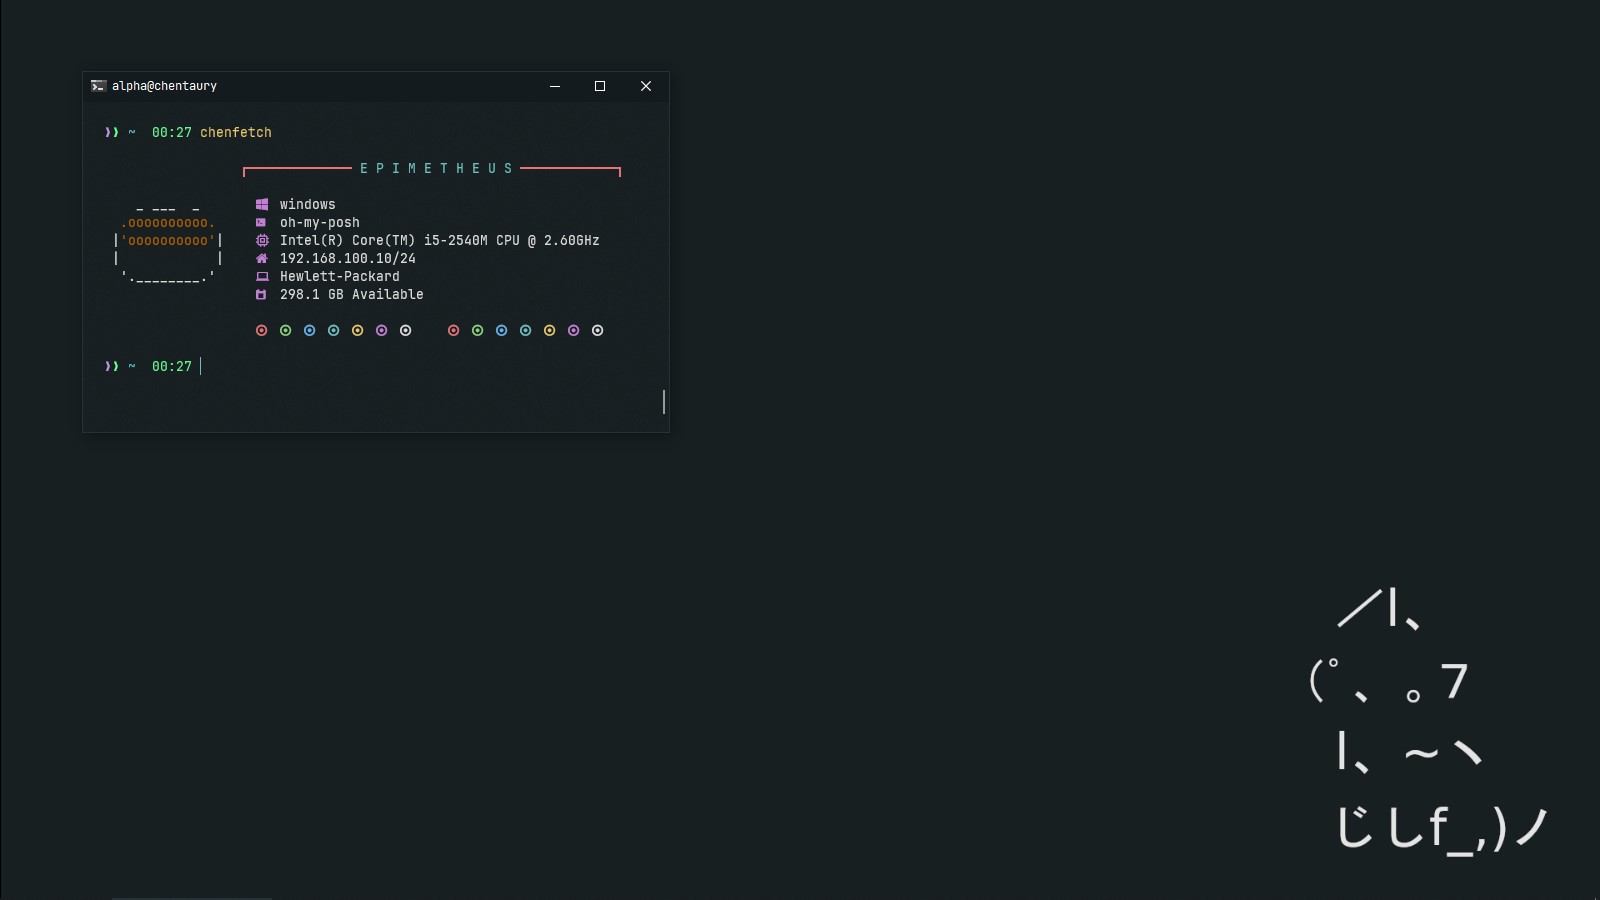 alpha@chentaury
❯❯ ~ 00:27 chenfetch
E P I M E T H E U S
windows
oh-my-posh
Intel(R) Core(TM) i5-2540M CPU @ 2.60GHz
192.168.100.10/24
Hewlett-Packard
298.1 GB Available
_ ___  _
.oooooooooo.
|'oooooooooo'|
|            |
'.________.'
❯❯ ~ 00:27
／l、
（ﾟ､ ｡ 7
l、~ヽ
じしf_,)ノ